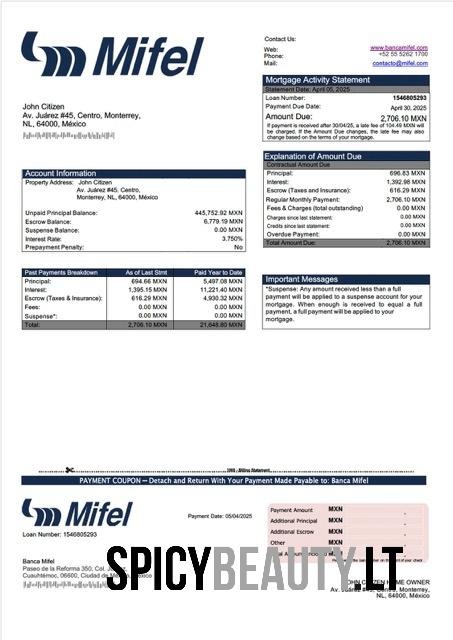 Mifel
Contact Us:
Web: www.bancamifel.com
Phone: +52 55 5262 1700
Mail: contacto@mifel.com
John Citizen
Av. Juárez #45, Centro, Monterrey,
NL, 64000, México
Mortgage Activity Statement
Statement Date: April 05, 2025
Loan Number: 1546805293
Payment Due Date: April 30, 2025
Amount Due: 2,706.10 MXN
If payment is received after 30/04/25, a late fee of 104.49 MXN will
be charged. If the Amount Due changes, the late fee may also
change based on the terms of your mortgage.
Explanation of Amount Due
Contractual Amount Due
Principal: 696.83 MXN
Interest: 1,392.98 MXN
Escrow (Taxes and Insurance): 616.29 MXN
Regular Monthly Payment: 2,706.10 MXN
Fees & Charges (total outstanding) 0.00 MXN
Charges since last statement: 0.00 MXN
Credits since last statement: 0.00 MXN
Overdue Payment: 0.00 MXN
Total Amount Due: 2,706.10 MXN
Account Information
Property Address: John Citizen
Av. Juárez #45, Centro,
Monterrey, NL, 64000, México
Unpaid Principal Balance: 445,752.92 MXN
Escrow Balance: 6,779.19 MXN
Suspense Balance: 0.00 MXN
Interest Rate: 3.750%
Prepayment Penalty: No
Past Payments Breakdown As of Last Stmt Paid Year to Date
Principal: 694.66 MXN 5,497.08 MXN
Interest: 1,395.15 MXN 11,221.40 MXN
Escrow (Taxes & Insurance): 616.29 MXN 4,930.32 MXN
Fees: 0.00 MXN 0.00 MXN
Suspense*: 0.00 MXN 0.00 MXN
Total: 2,706.10 MXN 21,648.80 MXN
Important Messages
*Suspense: Any amount received less than a full
payment will be applied to a suspense account for your
mortgage. When enough is received to equal a full
payment, a full payment will be applied to your
mortgage.
Billing Statement
PAYMENT COUPON – Detach and Return With Your Payment Made Payable to: Banca Mifel
Mifel
Loan Number: 1546805293
Payment Date: 05/04/2025
Payment Amount MXN
Additional Principal MXN
Additional Escrow MXN
Other MXN
Banca Mifel
Paseo de la Reforma 350, Col.
Cuauhtémoc, 06600, Ciudad de
SPICYBEAUTY.LT
JOHN CITIZEN HOME OWNER
Av. Juárez #45, Centro, Monterrey,
NL, 64000, México